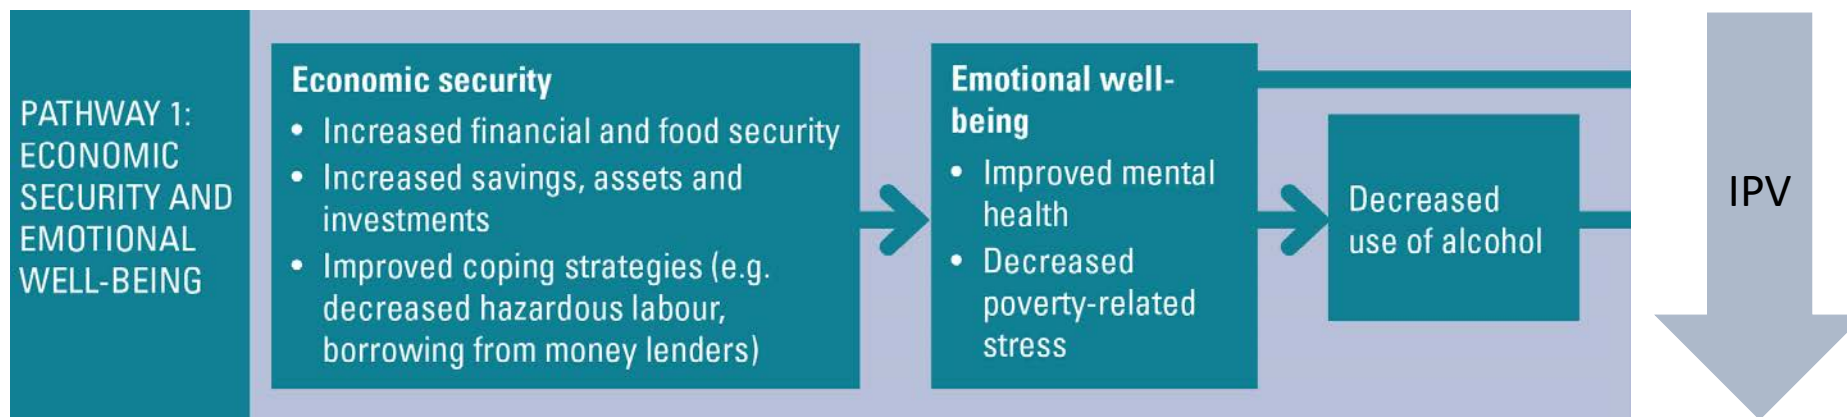 PATHWAY 1:
ECONOMIC
SECURITY AND
EMOTIONAL
WELL-BEING
Economic security
• Increased financial and food security
• Increased savings, assets and
investments
• Improved coping strategies (e.g.
decreased hazardous labour,
borrowing from money lenders)
Emotional well-
being
• Improved mental
health
• Decreased
poverty-related
stress
Decreased
use of alcohol
IPV